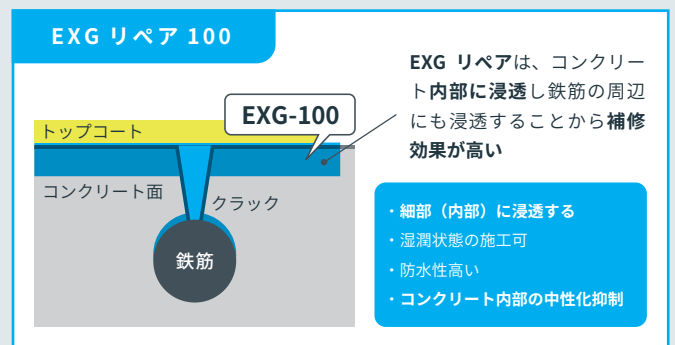 EXG リペア 100
EXG リペアは、コンクリー
ト内部に浸透し鉄筋の周辺
にも浸透することから補修
効果が高い
EXG-100
トップコート
コンクリート面
クラック
鉄筋
・細部（内部）に浸透する
・湿潤状態の施工可
・防水性高い
・コンクリート内部の中性化抑制